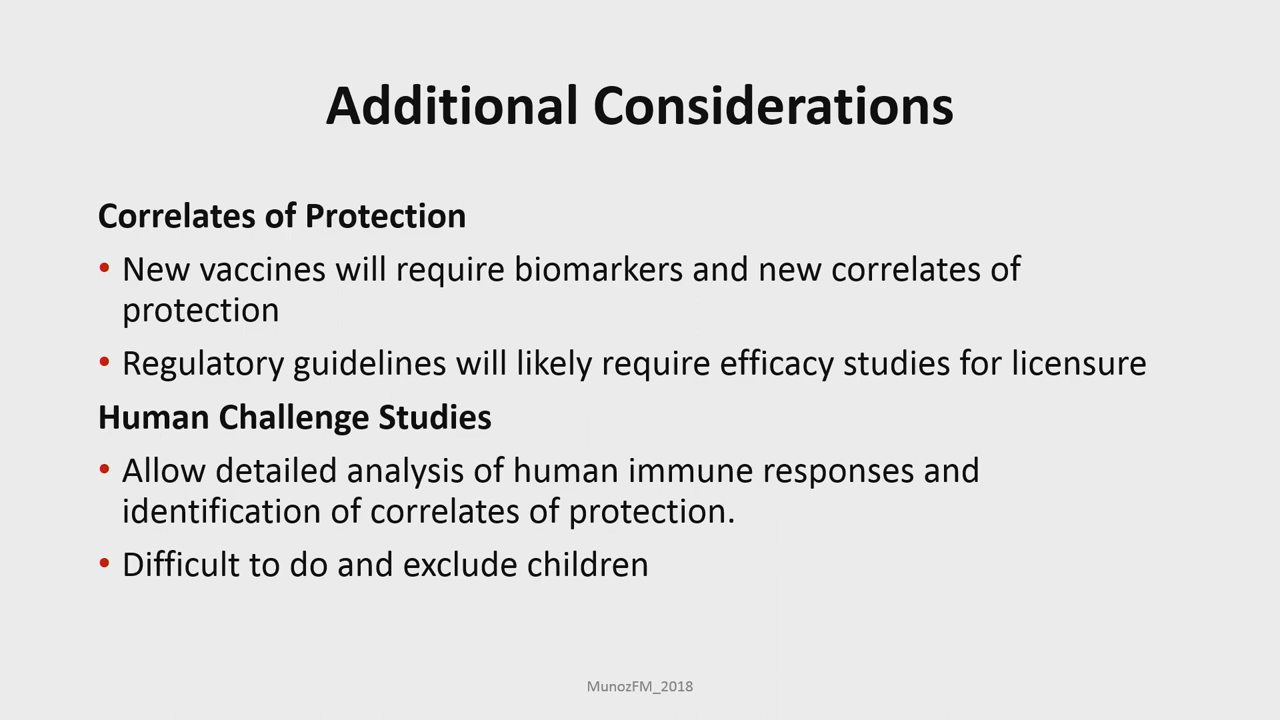 Additional Considerations
Correlates of Protection
• New vaccines will require biomarkers and new correlates of
protection
• Regulatory guidelines will likely require efficacy studies for licensure
Human Challenge Studies
• Allow detailed analysis of human immune responses and
identification of correlates of protection.
• Difficult to do and exclude children
MunozFM_2018